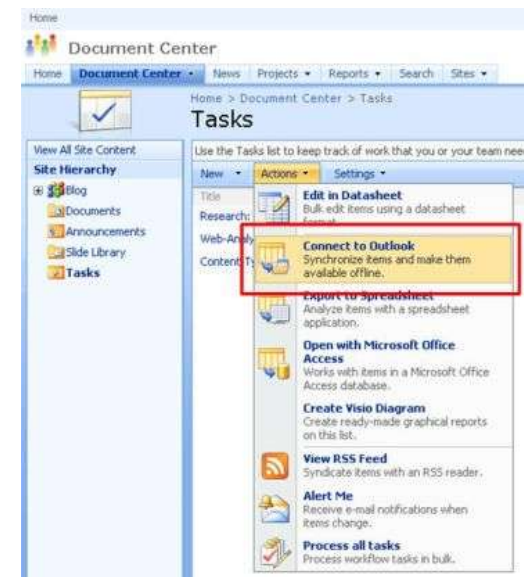 Home
Document Center
Home Document Center News Projects Reports Search Sites
Home > Document Center > Tasks
Tasks
View All Site Content
Use the Tasks list to keep track of work that you or your team nee
Site Hierarchy
New Actions Settings
Blog
Documents
Announcements
Slide Library
Tasks
Title
Research:
Web-Analy
Content Ty
Edit in Datasheet
Bulk edit items using a datasheet
format.
Connect to Outlook
Synchronize items and make them
available offline.
Export to Spreadsheet
Analyze items with a spreadsheet
application.
Open with Microsoft Office
Access
Works with items in a Microsoft Office
Access database.
Create Visio Diagram
Create ready-made graphical reports
on this list.
View RSS Feed
Syndicate items with an RSS reader.
Alert Me
Receive e-mail notifications when
items change.
Process all tasks
Process workflow tasks in bulk.